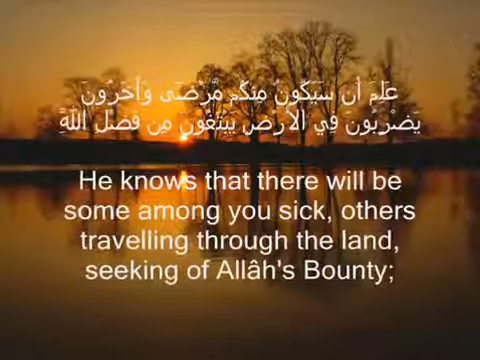 عَلِمَ أَن سَيَكُونُ مِنكُم مَّرْضَى وَآخَرُونَ
يَضْرِبُونَ فِي الْأَرْضِ يَبْتَغُونَ مِن فَضْلِ اللَّهِ
He knows that there will be
some among you sick, others
travelling through the land,
seeking of Allâh's Bounty;